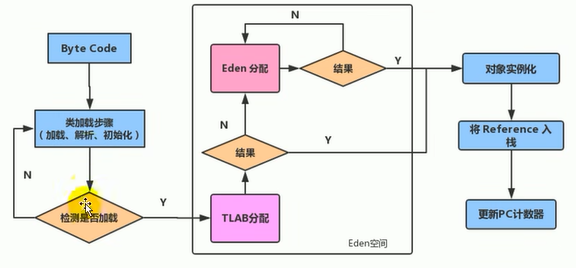 Byte Code
类加载步骤
（加载、解析、初始化）
N
检测是否加载
Y
TLAB分配
结果
Y
N
Eden 分配
结果
N
Y
Eden空间
对象实例化
将 Reference 入
栈
更新PC计数器